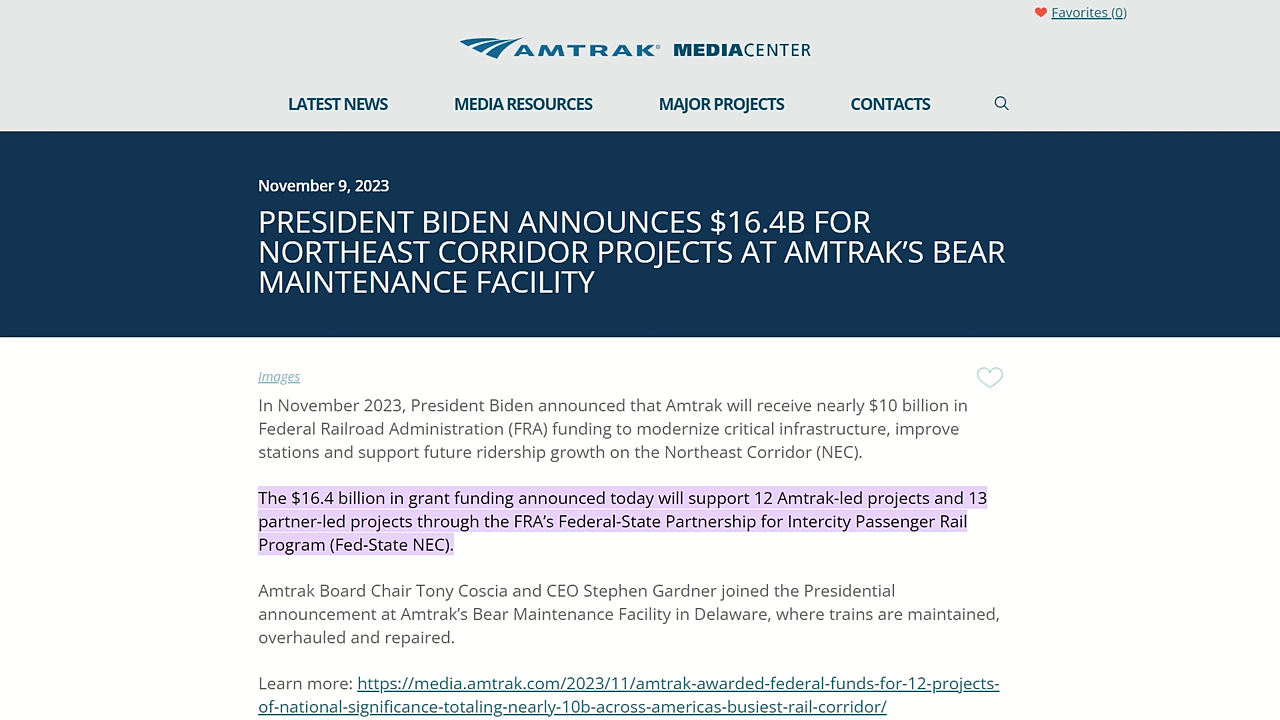 Favorites (0)
AMTRAK® MEDIACENTER
LATEST NEWS MEDIA RESOURCES MAJOR PROJECTS CONTACTS
November 9, 2023
PRESIDENT BIDEN ANNOUNCES $16.4B FOR
NORTHEAST CORRIDOR PROJECTS AT AMTRAK’S BEAR
MAINTENANCE FACILITY
Images
In November 2023, President Biden announced that Amtrak will receive nearly $10 billion in
Federal Railroad Administration (FRA) funding to modernize critical infrastructure, improve
stations and support future ridership growth on the Northeast Corridor (NEC).
The $16.4 billion in grant funding announced today will support 12 Amtrak-led projects and 13
partner-led projects through the FRA’s Federal-State Partnership for Intercity Passenger Rail
Program (Fed-State NEC).
Amtrak Board Chair Tony Coscia and CEO Stephen Gardner joined the Presidential
announcement at Amtrak’s Bear Maintenance Facility in Delaware, where trains are maintained,
overhauled and repaired.
Learn more: https://media.amtrak.com/2023/11/amtrak-awarded-federal-funds-for-12-projects-
of-national-significance-totaling-nearly-10b-across-americas-busiest-rail-corridor/